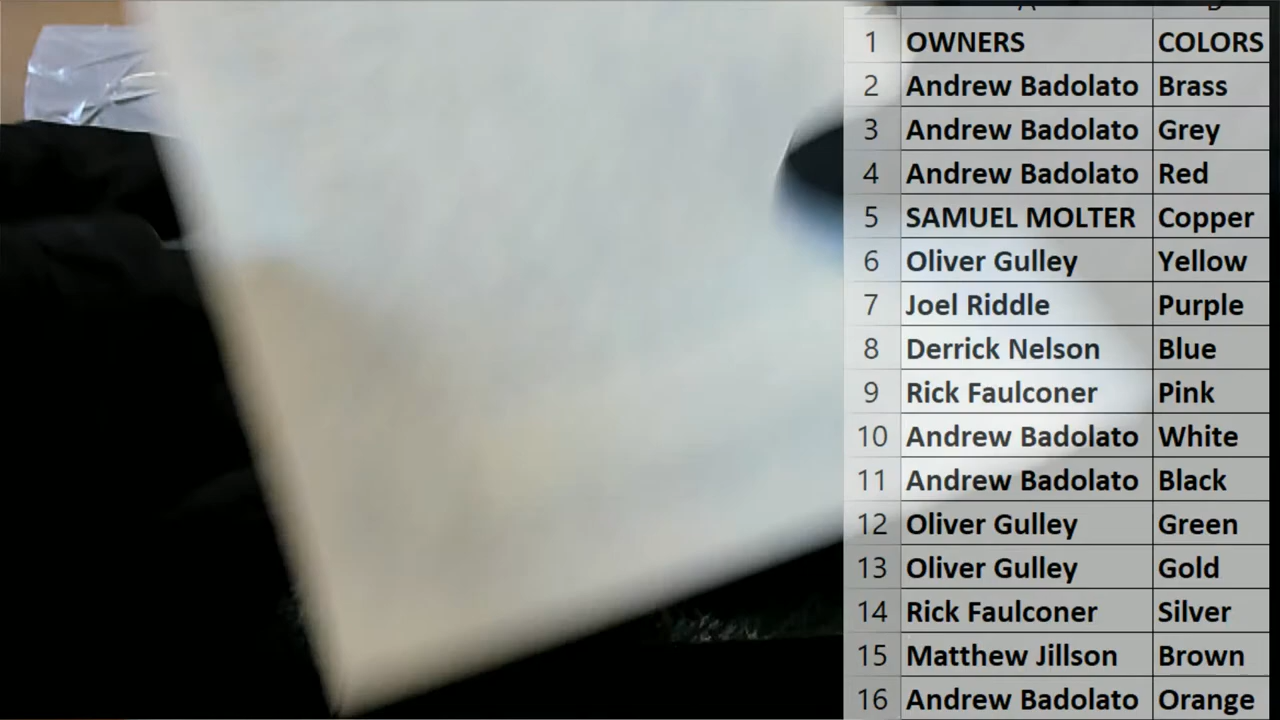 1 OWNERS COLORS
2 Andrew Badolato Brass
3 Andrew Badolato Grey
4 Andrew Badolato Red
5 SAMUEL MOLTER Copper
6 Oliver Gulley Yellow
7 Joel Riddle Purple
8 Derrick Nelson Blue
9 Rick Faulconer Pink
10 Andrew Badolato White
11 Andrew Badolato Black
12 Oliver Gulley Green
13 Oliver Gulley Gold
14 Rick Faulconer Silver
15 Matthew Jillson Brown
16 Andrew Badolato Orange